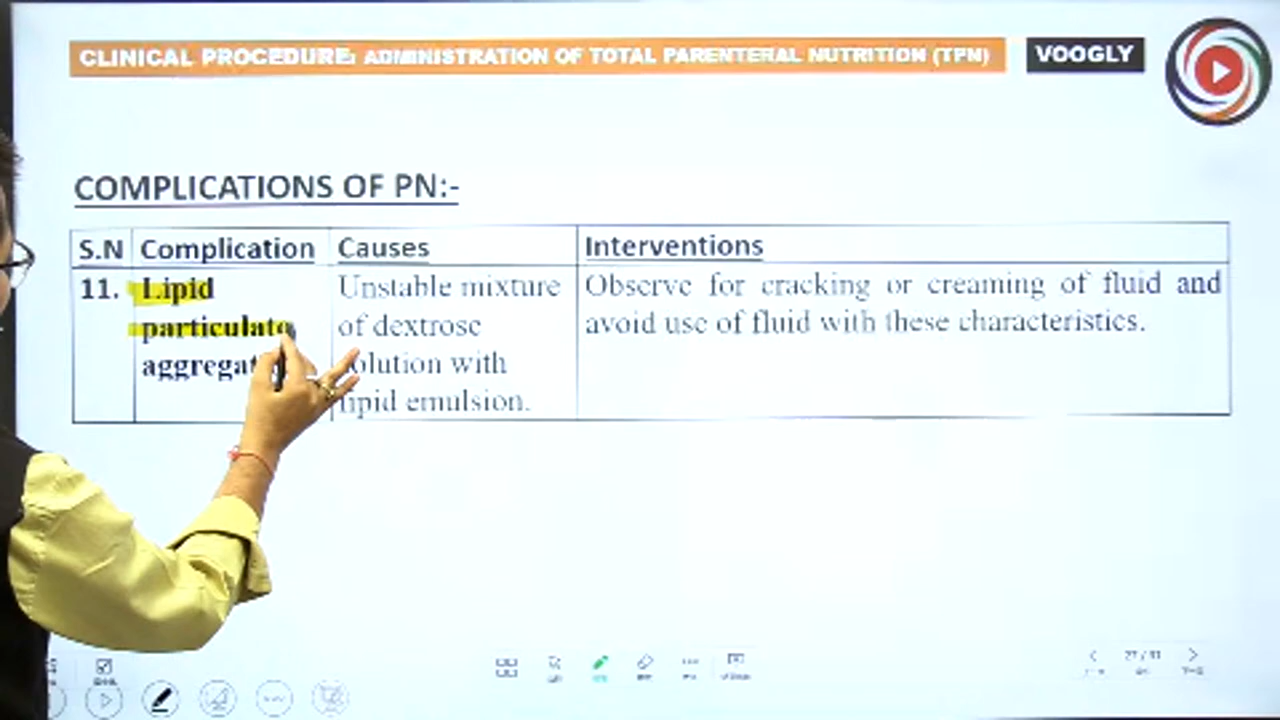 CLINICAL PROCEDURE: ADMINISTRATION OF TOTAL PARENTERAL NUTRITION (TPN)
VOOGLY
COMPLICATIONS OF PN:-
S.N Complication Causes Interventions
11. Lipid Unstable mixture Observe for cracking or creaming of fluid and
particulate of dextrose avoid use of fluid with these characteristics.
solution with
lipid emulsion.